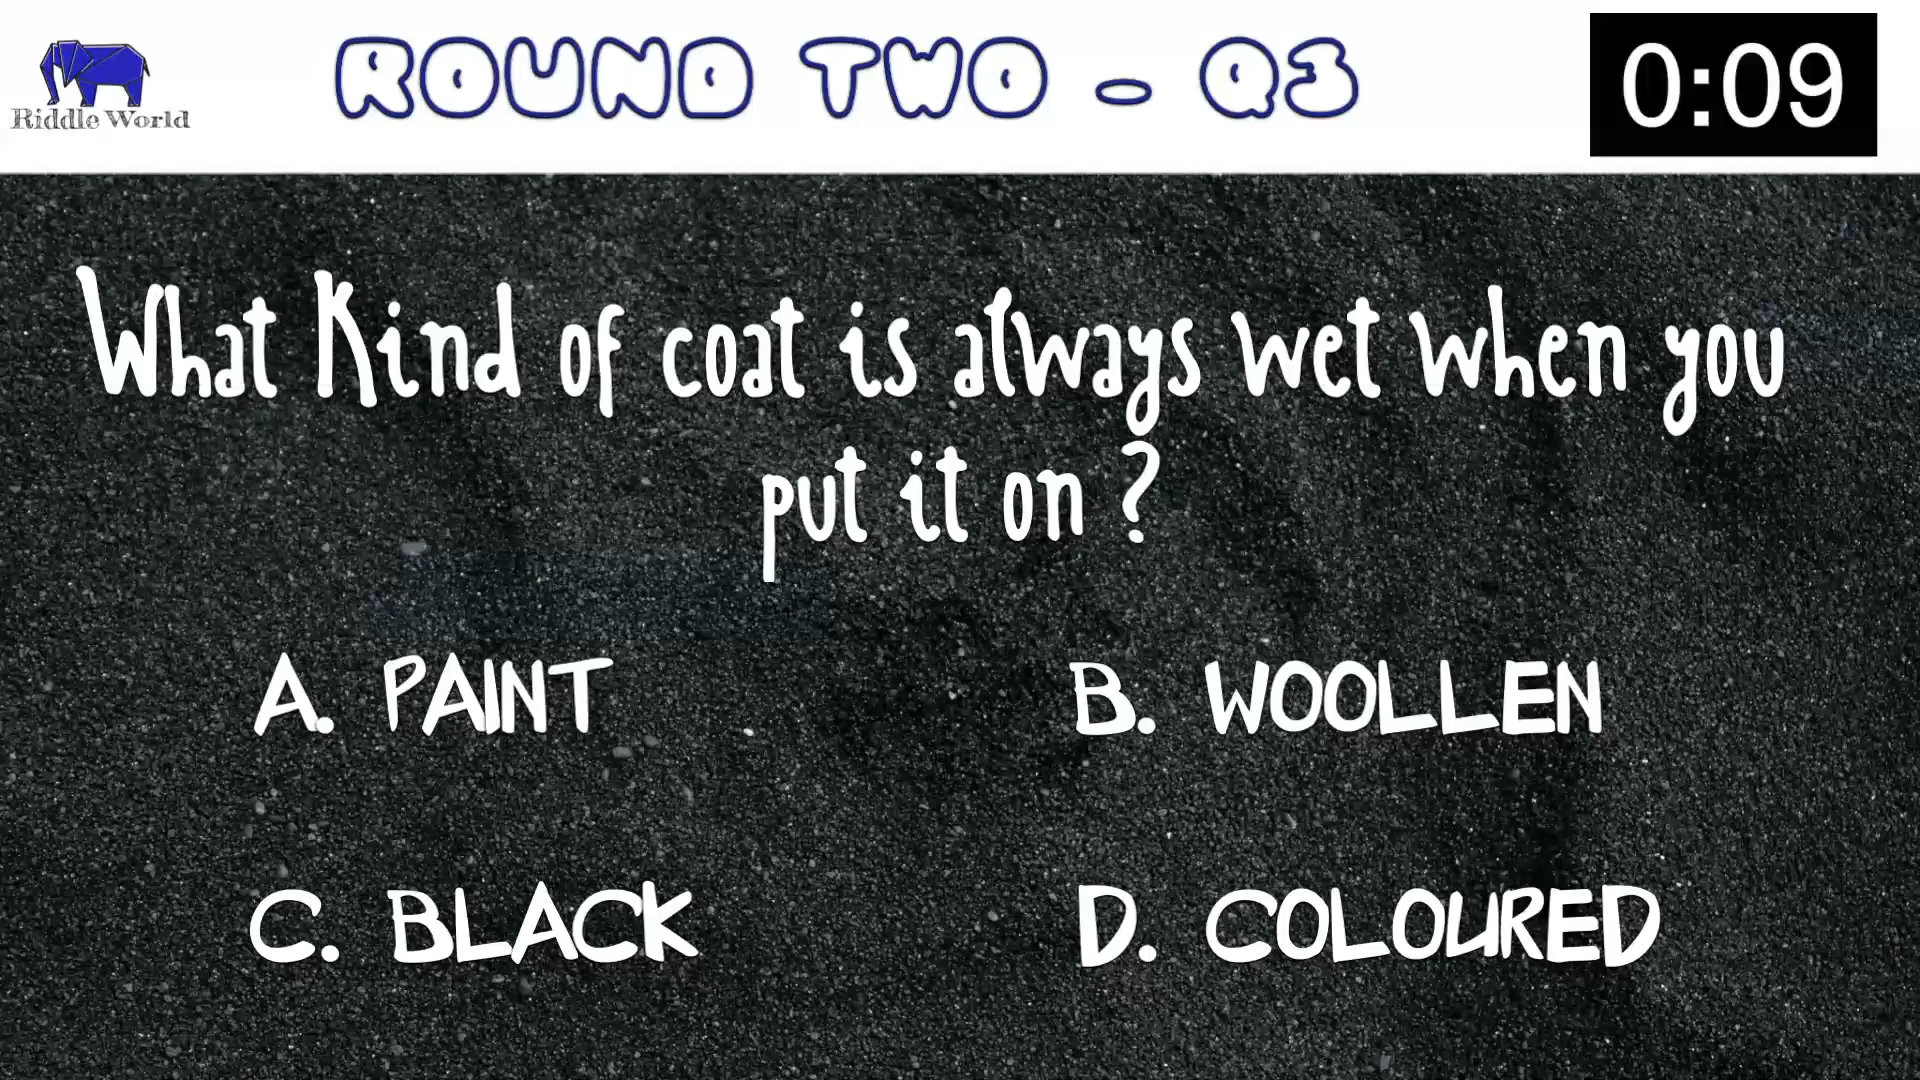 Riddle World
ROUND TWO - Q3
0:09
What Kind of coat is always wet when you
put it on ?
A. PAINT
B. WOOLLEN
C. BLACK
D. COLOURED